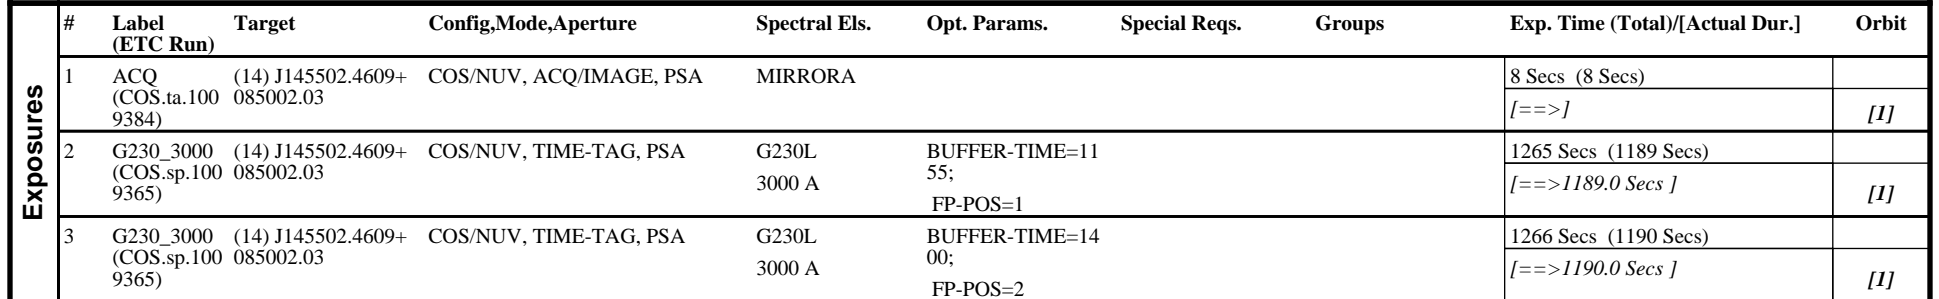 Exposures
# Label Target Config,Mode,Aperture Spectral Els. Opt. Params. Special Reqs. Groups Exp. Time (Total)/[Actual Dur.] Orbit
(ETC Run)
1 ACQ (14) J145502.4609+ COS/NUV, ACQ/IMAGE, PSA MIRRORA 8 Secs (8 Secs)
(COS.ta.100 085002.03 [==>]
9384) [1]
2 G230_3000 (14) J145502.4609+ COS/NUV, TIME-TAG, PSA G230L BUFFER-TIME=11 1265 Secs (1189 Secs)
(COS.sp.100 085002.03 3000 A 55; [==>1189.0 Secs ]
9365) FP-POS=1 [1]
3 G230_3000 (14) J145502.4609+ COS/NUV, TIME-TAG, PSA G230L BUFFER-TIME=14 1266 Secs (1190 Secs)
(COS.sp.100 085002.03 3000 A 00; [==>1190.0 Secs ]
9365) FP-POS=2 [1]